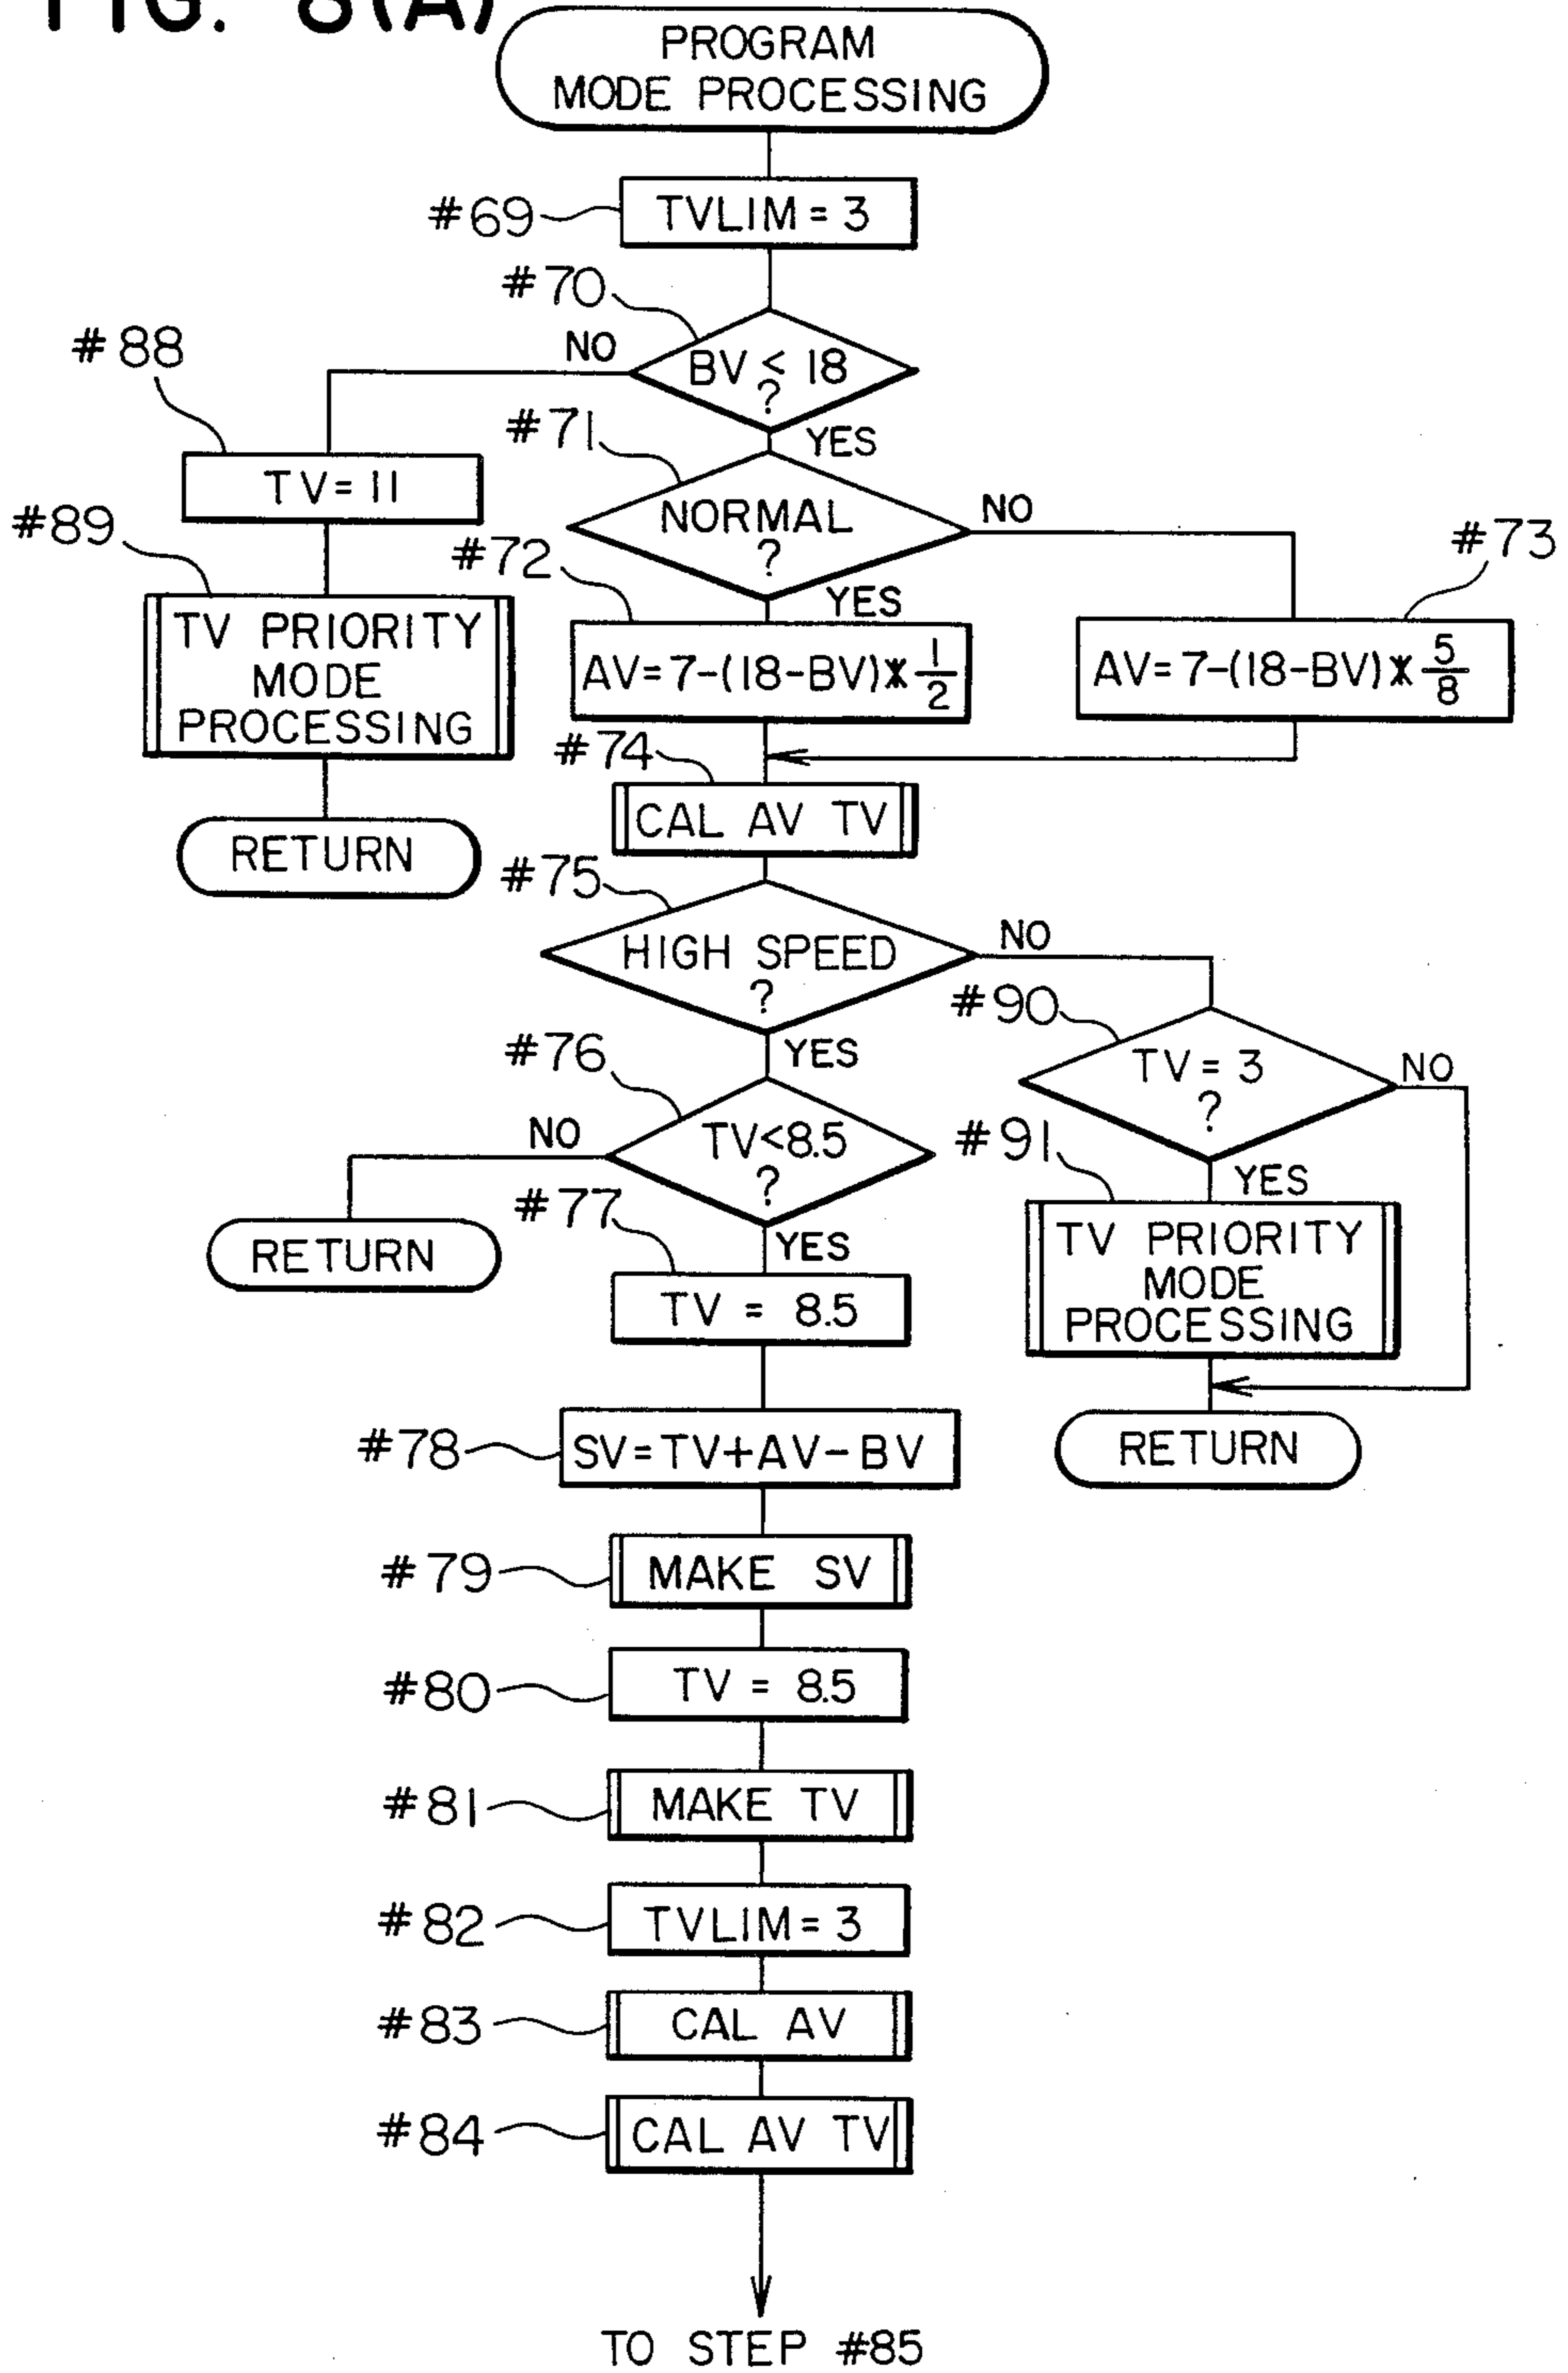 FIG. 8(A)
PROGRAM
MODE PROCESSING
#69
TVLIM = 3
#70
BV < 18
?
NO
YES
#88
TV = 11
#89
TV PRIORITY
MODE
PROCESSING
RETURN
#71
NORMAL
?
NO
YES
#72
AV = 7-(18-BV)* 1/2
#73
AV = 7-(18-BV)* 5/8
#74
CAL AV TV
#75
HIGH SPEED
?
NO
YES
#90
TV = 3
?
NO
YES
#91
TV PRIORITY
MODE
PROCESSING
RETURN
#76
TV<8.5
?
NO
YES
RETURN
#77
TV = 8.5
#78
SV = TV+AV-BV
#79
MAKE SV
#80
TV = 8.5
#81
MAKE TV
#82
TVLIM = 3
#83
CAL AV
#84
CAL AV TV
TO STEP #85